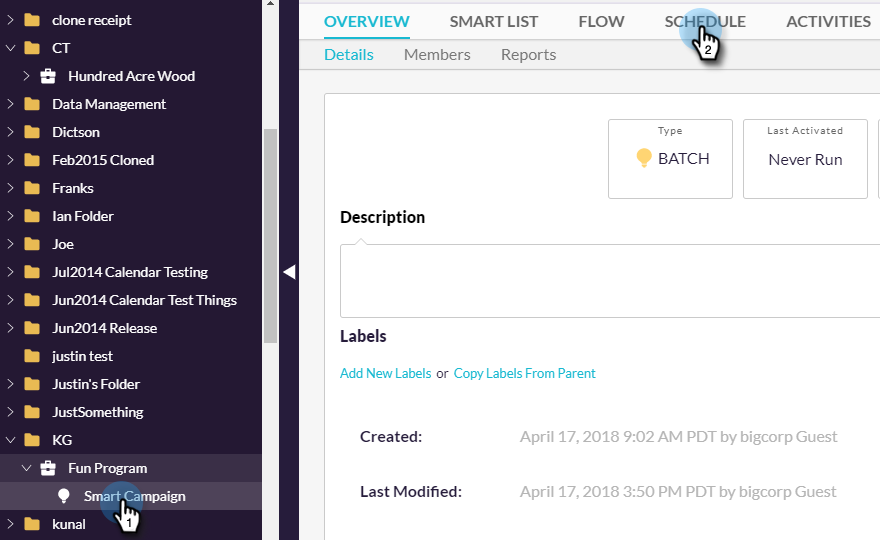 clone receipt
CT
Hundred Acre Wood
Data Management
Dictson
Feb2015 Cloned
Franks
Ian Folder
Joe
Jul2014 Calendar Testing
Jun2014 Calendar Test Things
Jun2014 Release
justin test
Justin's Folder
JustSomething
KG
Fun Program
Smart Campaign
1
kunal
OVERVIEW SMART LIST FLOW SCHEDULE ACTIVITIES
2
Details Members Reports
Type
BATCH
Last Activated
Never Run
Description
Labels
Add New Labels or Copy Labels From Parent
Created: April 17, 2018 9:02 AM PDT by bigcorp Guest
Last Modified: April 17, 2018 3:50 PM PDT by bigcorp Guest